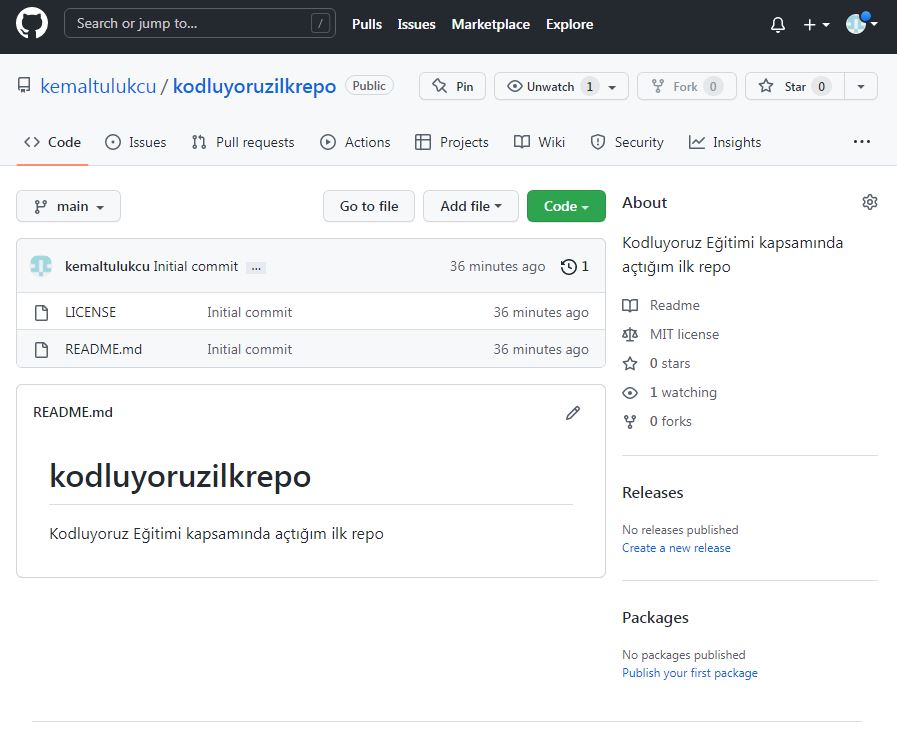 Search or jump to... /
Pulls Issues Marketplace Explore
kemaltulukcu / kodluyoruzilkrepo Public
Pin Unwatch 1 Fork 0 Star 0
Code Issues Pull requests Actions Projects Wiki Security Insights ...
main Go to file Add file Code
kemaltulukcu Initial commit ... 36 minutes ago 1
LICENSE Initial commit 36 minutes ago
README.md Initial commit 36 minutes ago
README.md
kodluyoruzilkrepo
Kodluyoruz Eğitimi kapsamında açtığım ilk repo
About
Kodluyoruz Eğitimi kapsamında
açtığım ilk repo
Readme
MIT license
0 stars
1 watching
0 forks
Releases
No releases published
Create a new release
Packages
No packages published
Publish your first package